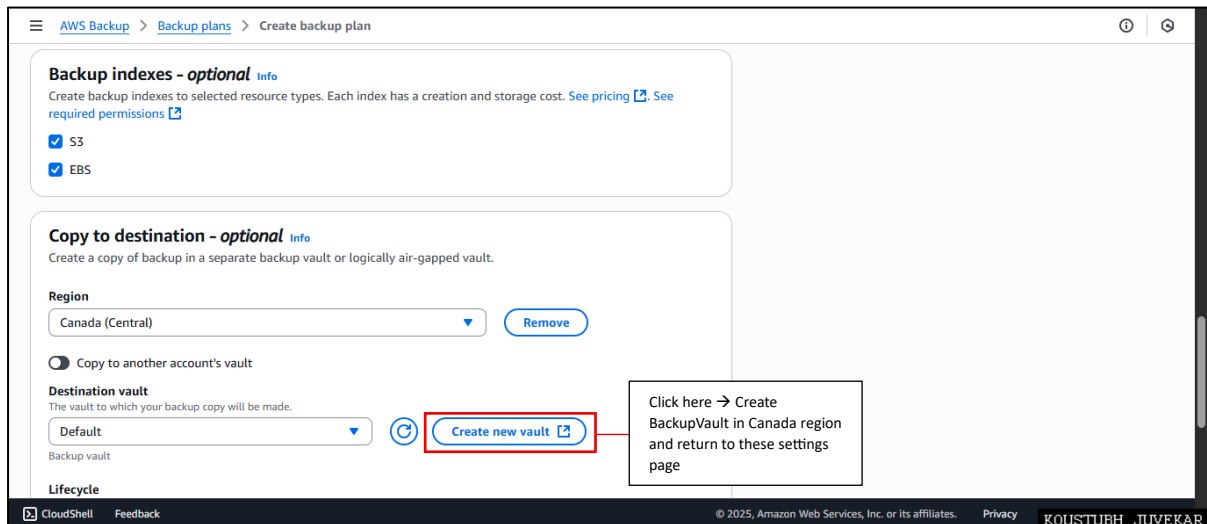 AWS Backup > Backup plans > Create backup plan
Backup indexes - optional Info
Create backup indexes to selected resource types. Each index has a creation and storage cost. See pricing. See
required permissions
S3
EBS
Copy to destination - optional Info
Create a copy of backup in a separate backup vault or logically air-gapped vault.
Region
Canada (Central)
Remove
Copy to another account's vault
Destination vault
The vault to which your backup copy will be made.
Default
Create new vault
Backup vault
Click here → Create
BackupVault in Canada region
and return to these settings
page
Lifecycle
CloudShell Feedback © 2025, Amazon Web Services, Inc. or its affiliates. Privacy
KOUSTUBH JUVEKAR